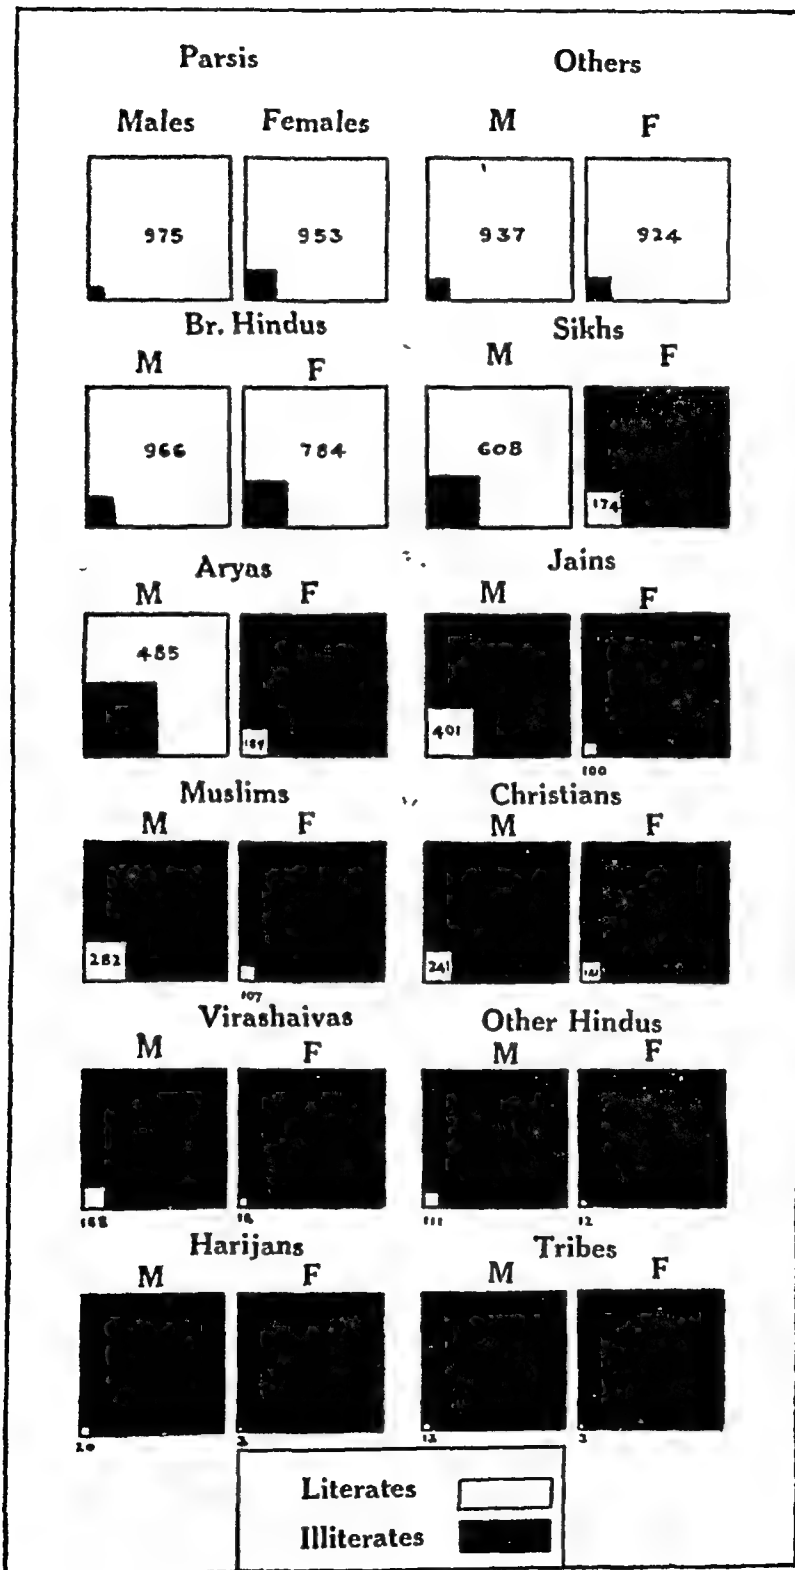 Parsis Others
Males Females M F
975 953 937 924
Br. Hindus Sikhs
M F M F
966 784 608 174
Aryas Jains
M F M F
485 401
100
Muslims Christians
M F M F
282 241
107
Virashaivas Other Hindus
M F M F
111 12
Harijans Tribes
M F M F
20 3 3
Literates
Illiterates